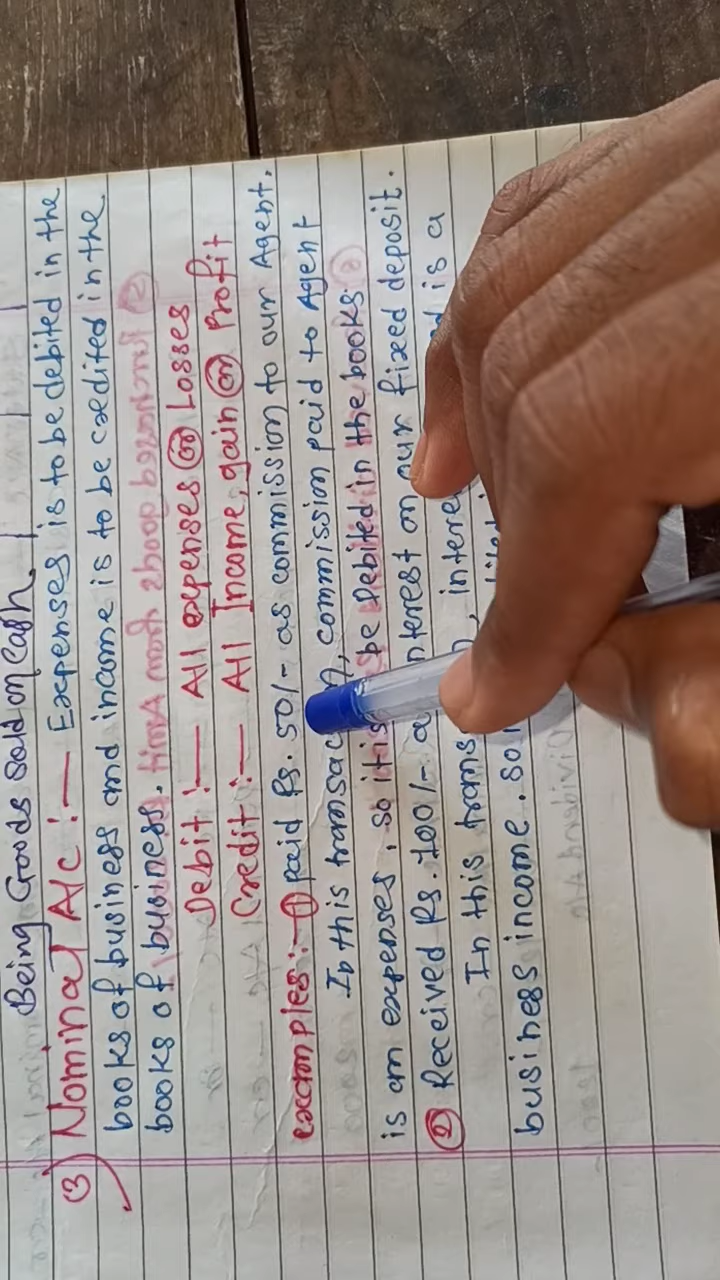 Being Goods sold on cash.
③ Nominal A/c :— Expenses is to be debited in the
books of business and income is to be credited in the
books of business.
Debit :— All expenses or Losses
Credit :— All Income, gain or Profit
examples :— ① paid Rs. 50/- as commission to our Agent.
In this transac commission paid to Agent
is an expenses, so it is be Debited in the books.
② Received Rs. 100/- interest on our fixed deposit.
In this trans is a
business income. so